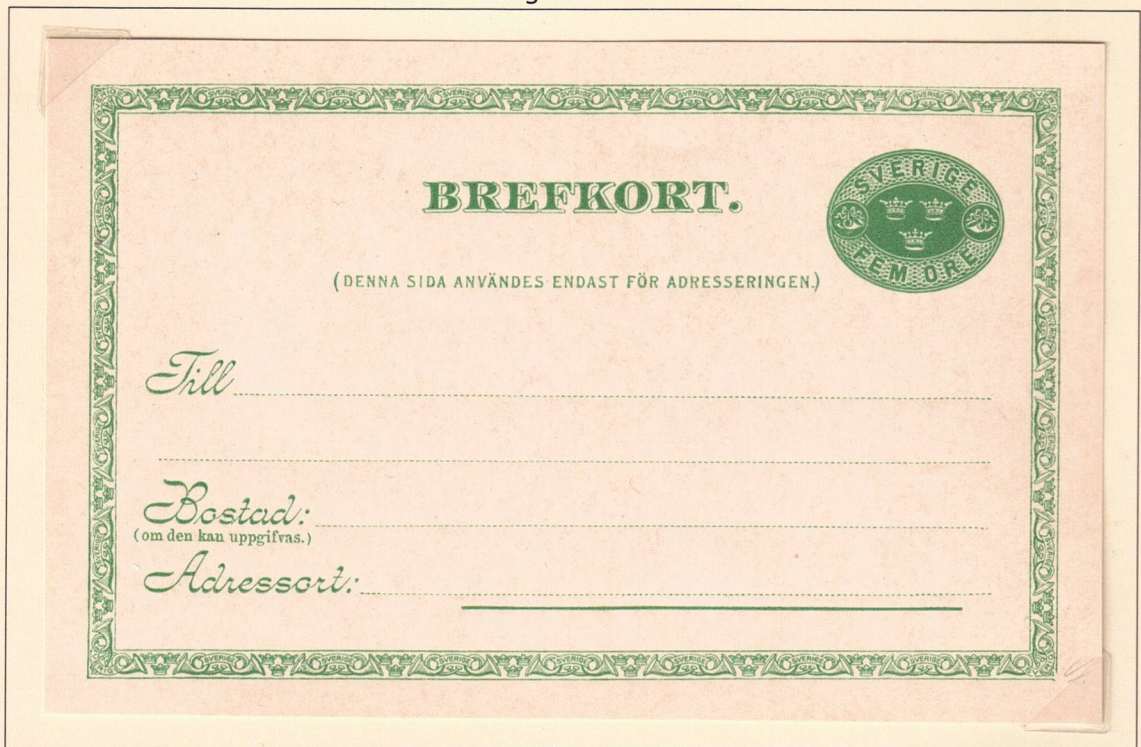 BREFKORT.
SVERIGE
FEM ÖRE
(DENNA SIDA ANVÄNDES ENDAST FÖR ADRESSERINGEN.)
Till
Bostad:
(om den kan uppgifvas.)
Adressort: